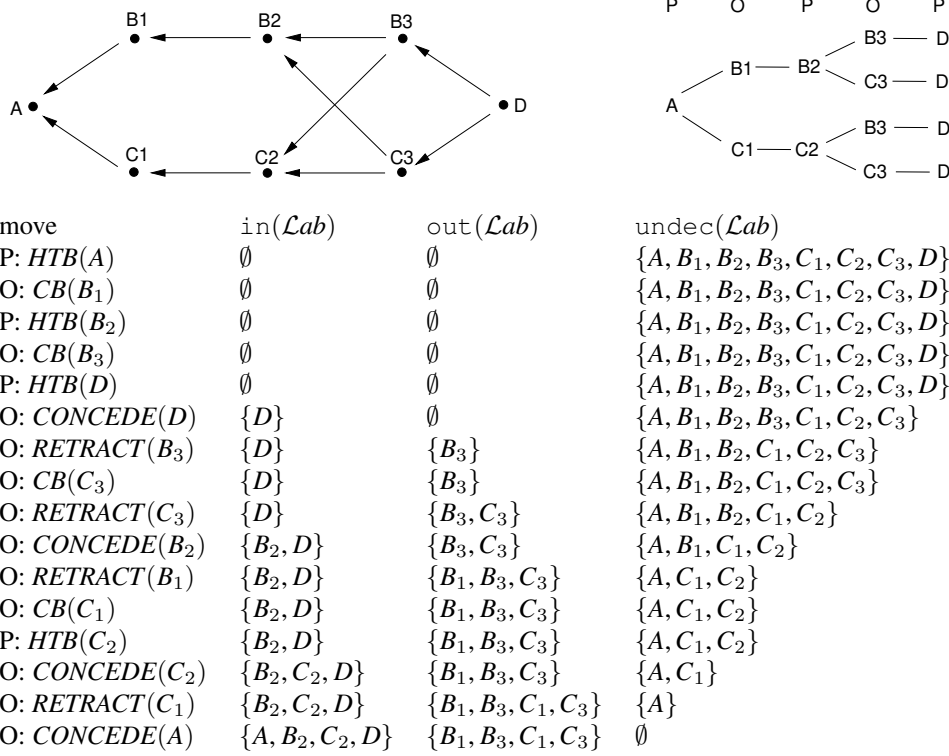 B1 B2 B3
A D
C1 C2 C3
P O P O P
B3 D
B1 B2
C3 D
A
B3 D
C1 C2
C3 D
move in(Lab) out(Lab) undec(Lab)
P: HTB(A) ∅ ∅ {A, B₁, B₂, B₃, C₁, C₂, C₃, D}
O: CB(B₁) ∅ ∅ {A, B₁, B₂, B₃, C₁, C₂, C₃, D}
P: HTB(B₂) ∅ ∅ {A, B₁, B₂, B₃, C₁, C₂, C₃, D}
O: CB(B₃) ∅ ∅ {A, B₁, B₂, B₃, C₁, C₂, C₃, D}
P: HTB(D) ∅ ∅ {A, B₁, B₂, B₃, C₁, C₂, C₃, D}
O: CONCEDE(D) {D} ∅ {A, B₁, B₂, B₃, C₁, C₂, C₃}
O: RETRACT(B₃) {D} {B₃} {A, B₁, B₂, C₁, C₂, C₃}
O: CB(C₃) {D} {B₃} {A, B₁, B₂, C₁, C₂, C₃}
O: RETRACT(C₃) {D} {B₃, C₃} {A, B₁, B₂, C₁, C₂}
O: CONCEDE(B₂) {B₂, D} {B₃, C₃} {A, B₁, C₁, C₂}
O: RETRACT(B₁) {B₂, D} {B₁, B₃, C₃} {A, C₁, C₂}
O: CB(C₁) {B₂, D} {B₁, B₃, C₃} {A, C₁, C₂}
P: HTB(C₂) {B₂, D} {B₁, B₃, C₃} {A, C₁, C₂}
O: CONCEDE(C₂) {B₂, C₂, D} {B₁, B₃, C₃} {A, C₁}
O: RETRACT(C₁) {B₂, C₂, D} {B₁, B₃, C₁, C₃} {A}
O: CONCEDE(A) {A, B₂, C₂, D} {B₁, B₃, C₁, C₃} ∅